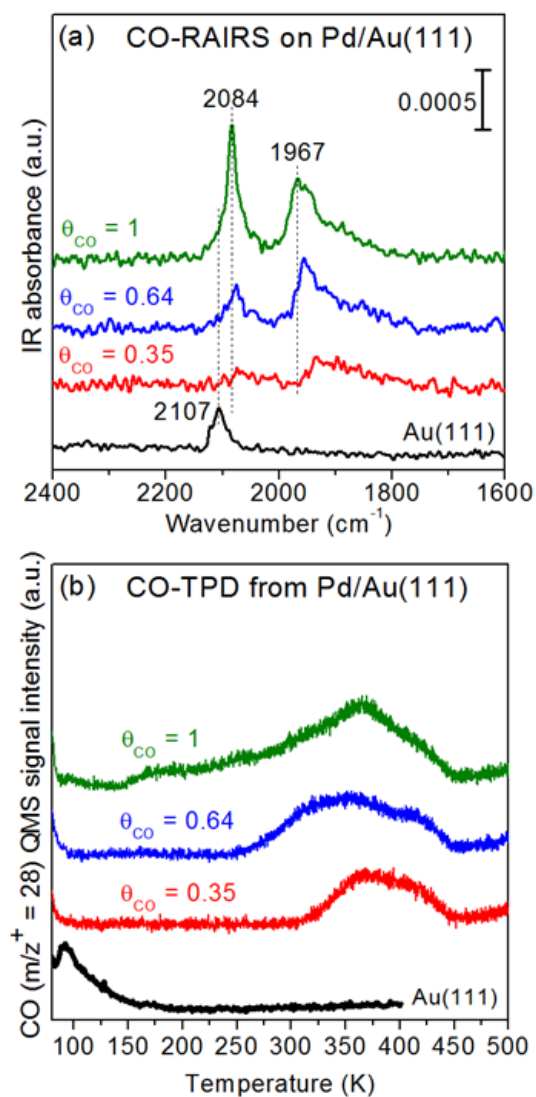 (a) CO-RAIRS on Pd/Au(111)
2084
0.0005
1967
θCO = 1
θCO = 0.64
θCO = 0.35
2107
Au(111)
IR absorbance (a.u.)
2400 2200 2000 1800 1600
Wavenumber (cm⁻¹)
(b) CO-TPD from Pd/Au(111)
θCO = 1
θCO = 0.64
θCO = 0.35
Au(111)
CO (m/z⁺ = 28) QMS signal intensity (a.u.)
100 150 200 250 300 350 400 450 500
Temperature (K)